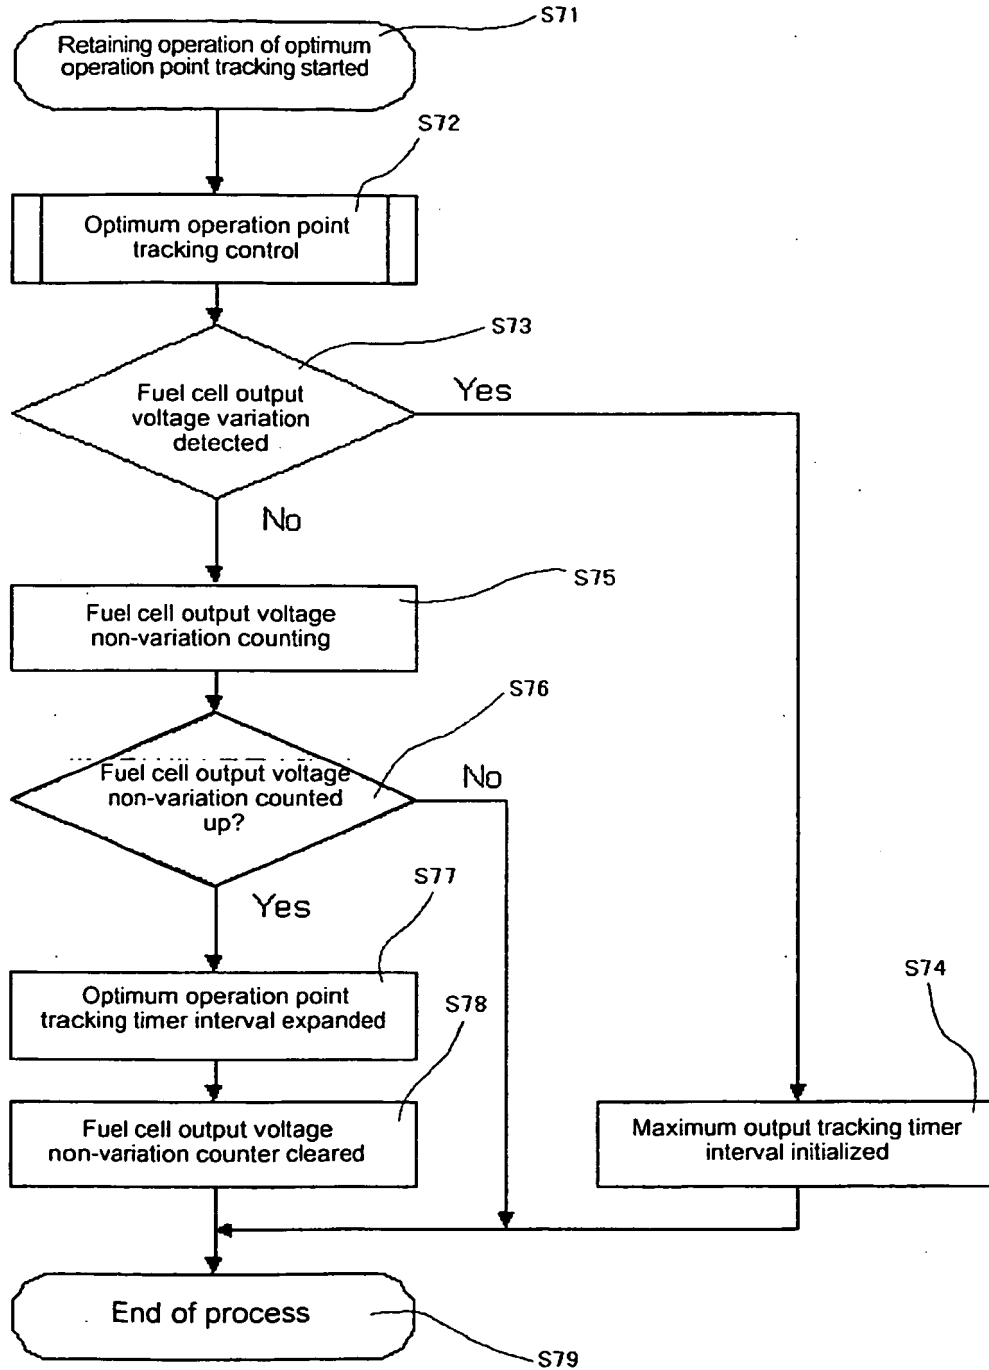 S71
Retaining operation of optimum
operation point tracking started
S72
Optimum operation point
tracking control
S73
Fuel cell output
voltage variation
detected
Yes
No
S75
Fuel cell output voltage
non-variation counting
S76
Fuel cell output voltage
non-variation counted
up?
No
Yes
S77
Optimum operation point
tracking timer interval expanded
S74
Maximum output tracking timer
interval initialized
S78
Fuel cell output voltage
non-variation counter cleared
End of process
S79